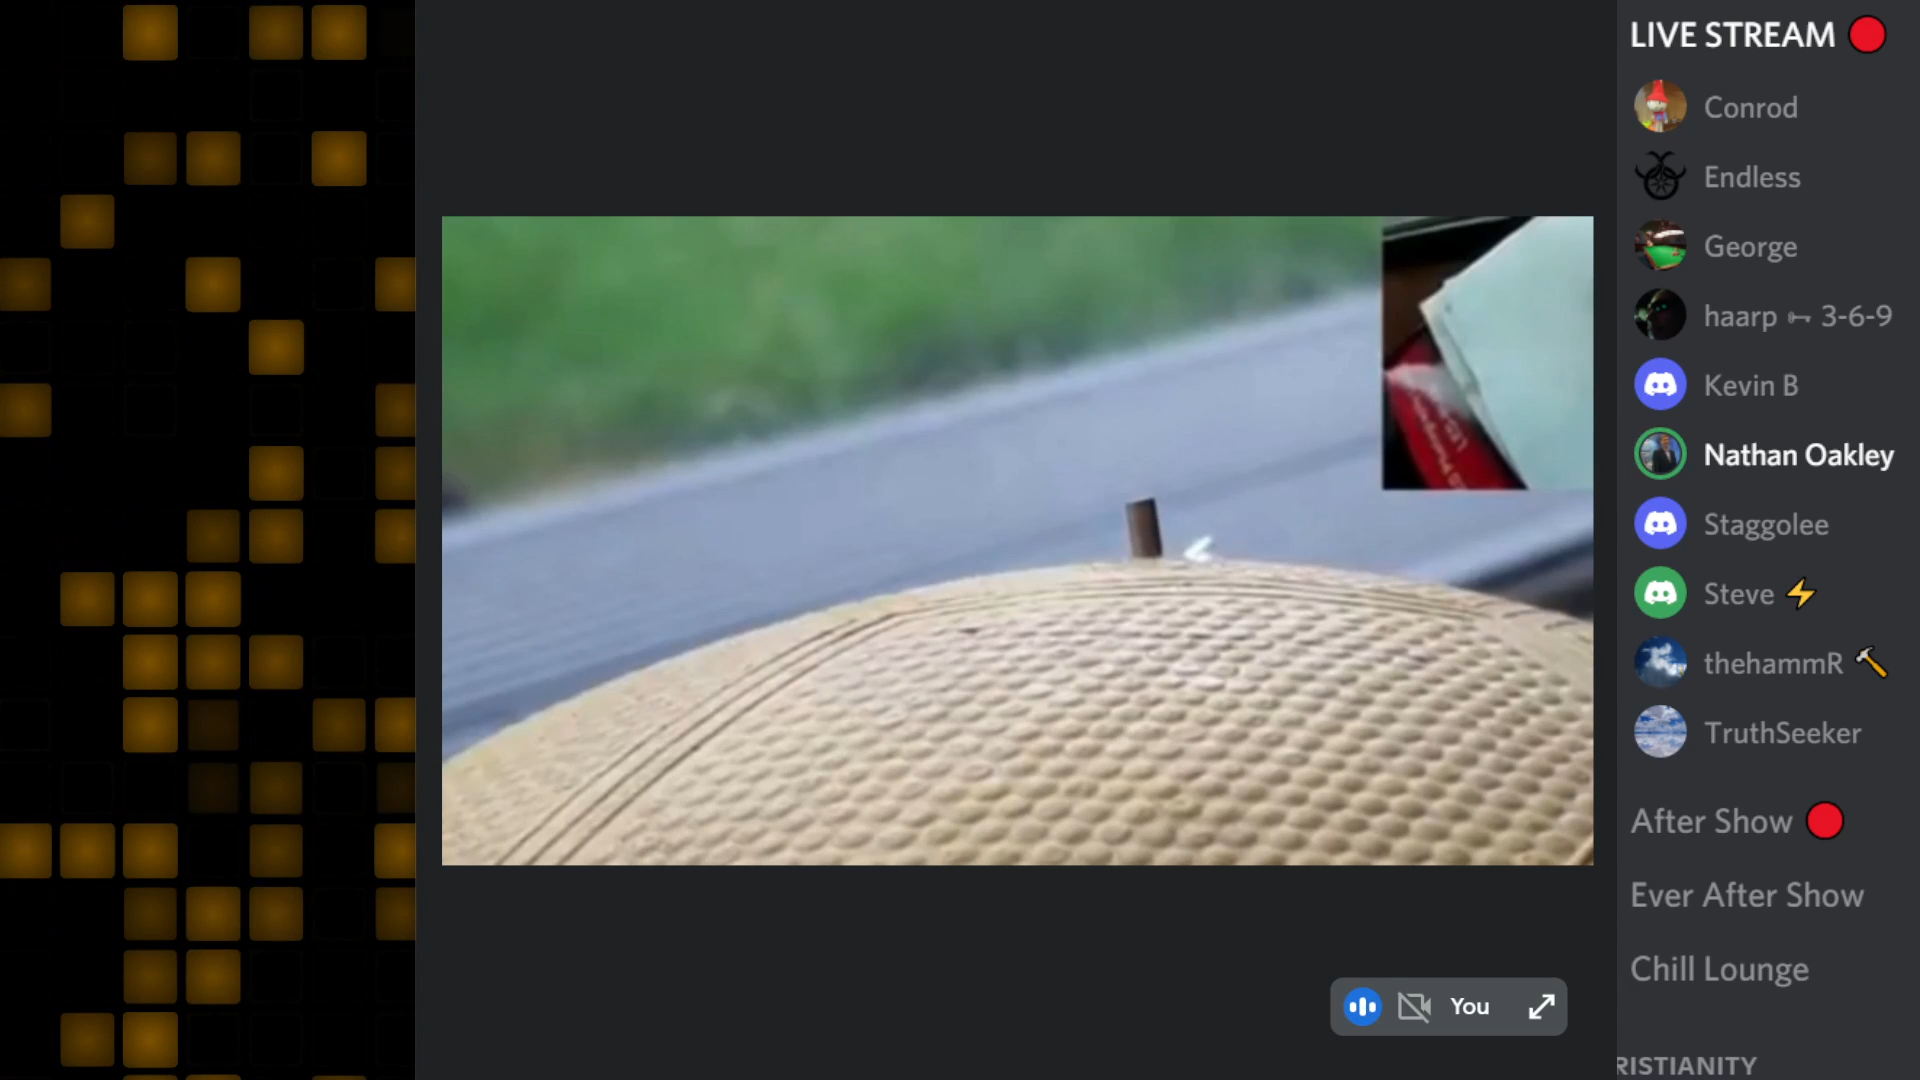 LIVE STREAM
Conrod
Endless
George
haarp 3-6-9
Kevin B
Nathan Oakley
Staggolee
Steve
thehammR
TruthSeeker
After Show
Ever After Show
Chill Lounge
You
RISTIANITY